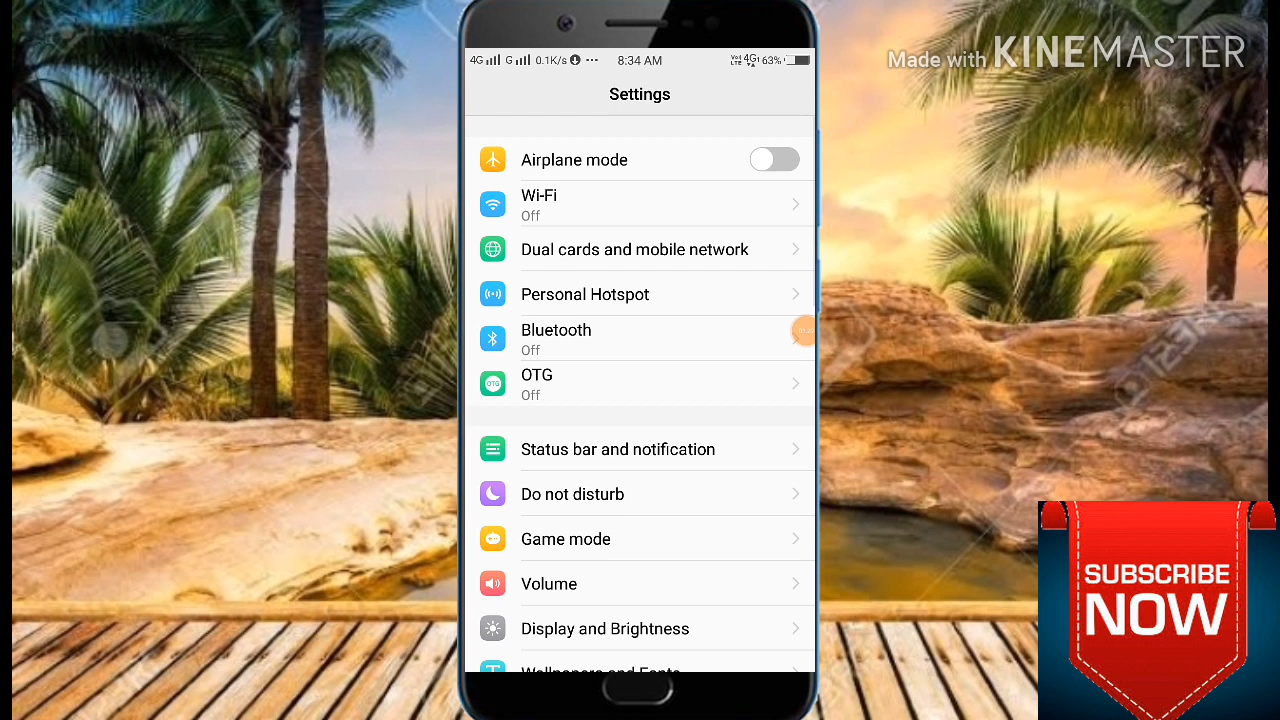 Made with KINEMASTER
4G G 0.1K/s ... 8:34 AM VoLTE 4G+ 63%
Settings
Airplane mode
Wi-Fi
Off
Dual cards and mobile network
Personal Hotspot
Bluetooth
Off
OTG
OTG
Off
Status bar and notification
Do not disturb
Game mode
Volume
Display and Brightness
Wallpapers and Fonts
SUBSCRIBE
NOW